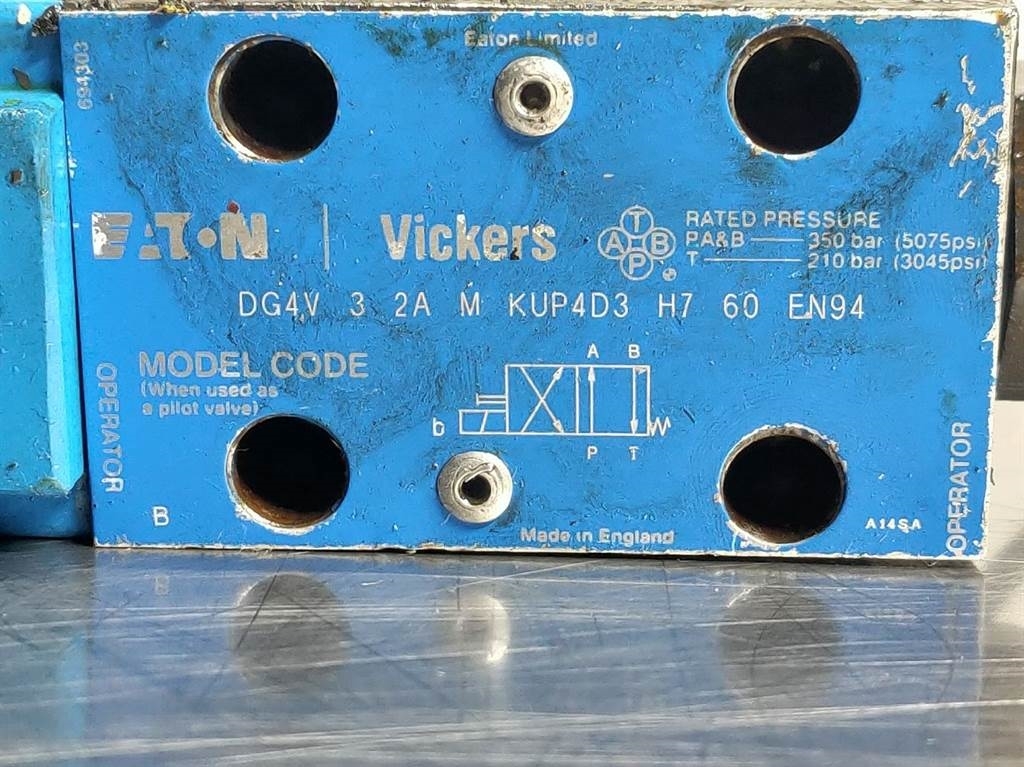 Eaton Limited
694303
EATON | Vickers
T
A B
P
RATED PRESSURE
P.A&B 350 bar (5075psi)
T 210 bar (3045psi)
DG4V 3 2A M KUP4D3 H7 60 EN94
MODEL CODE
(When used as
a pilot valve)
OPERATOR
B
A B
b
P T
Made in England
A14SA
OPERATOR